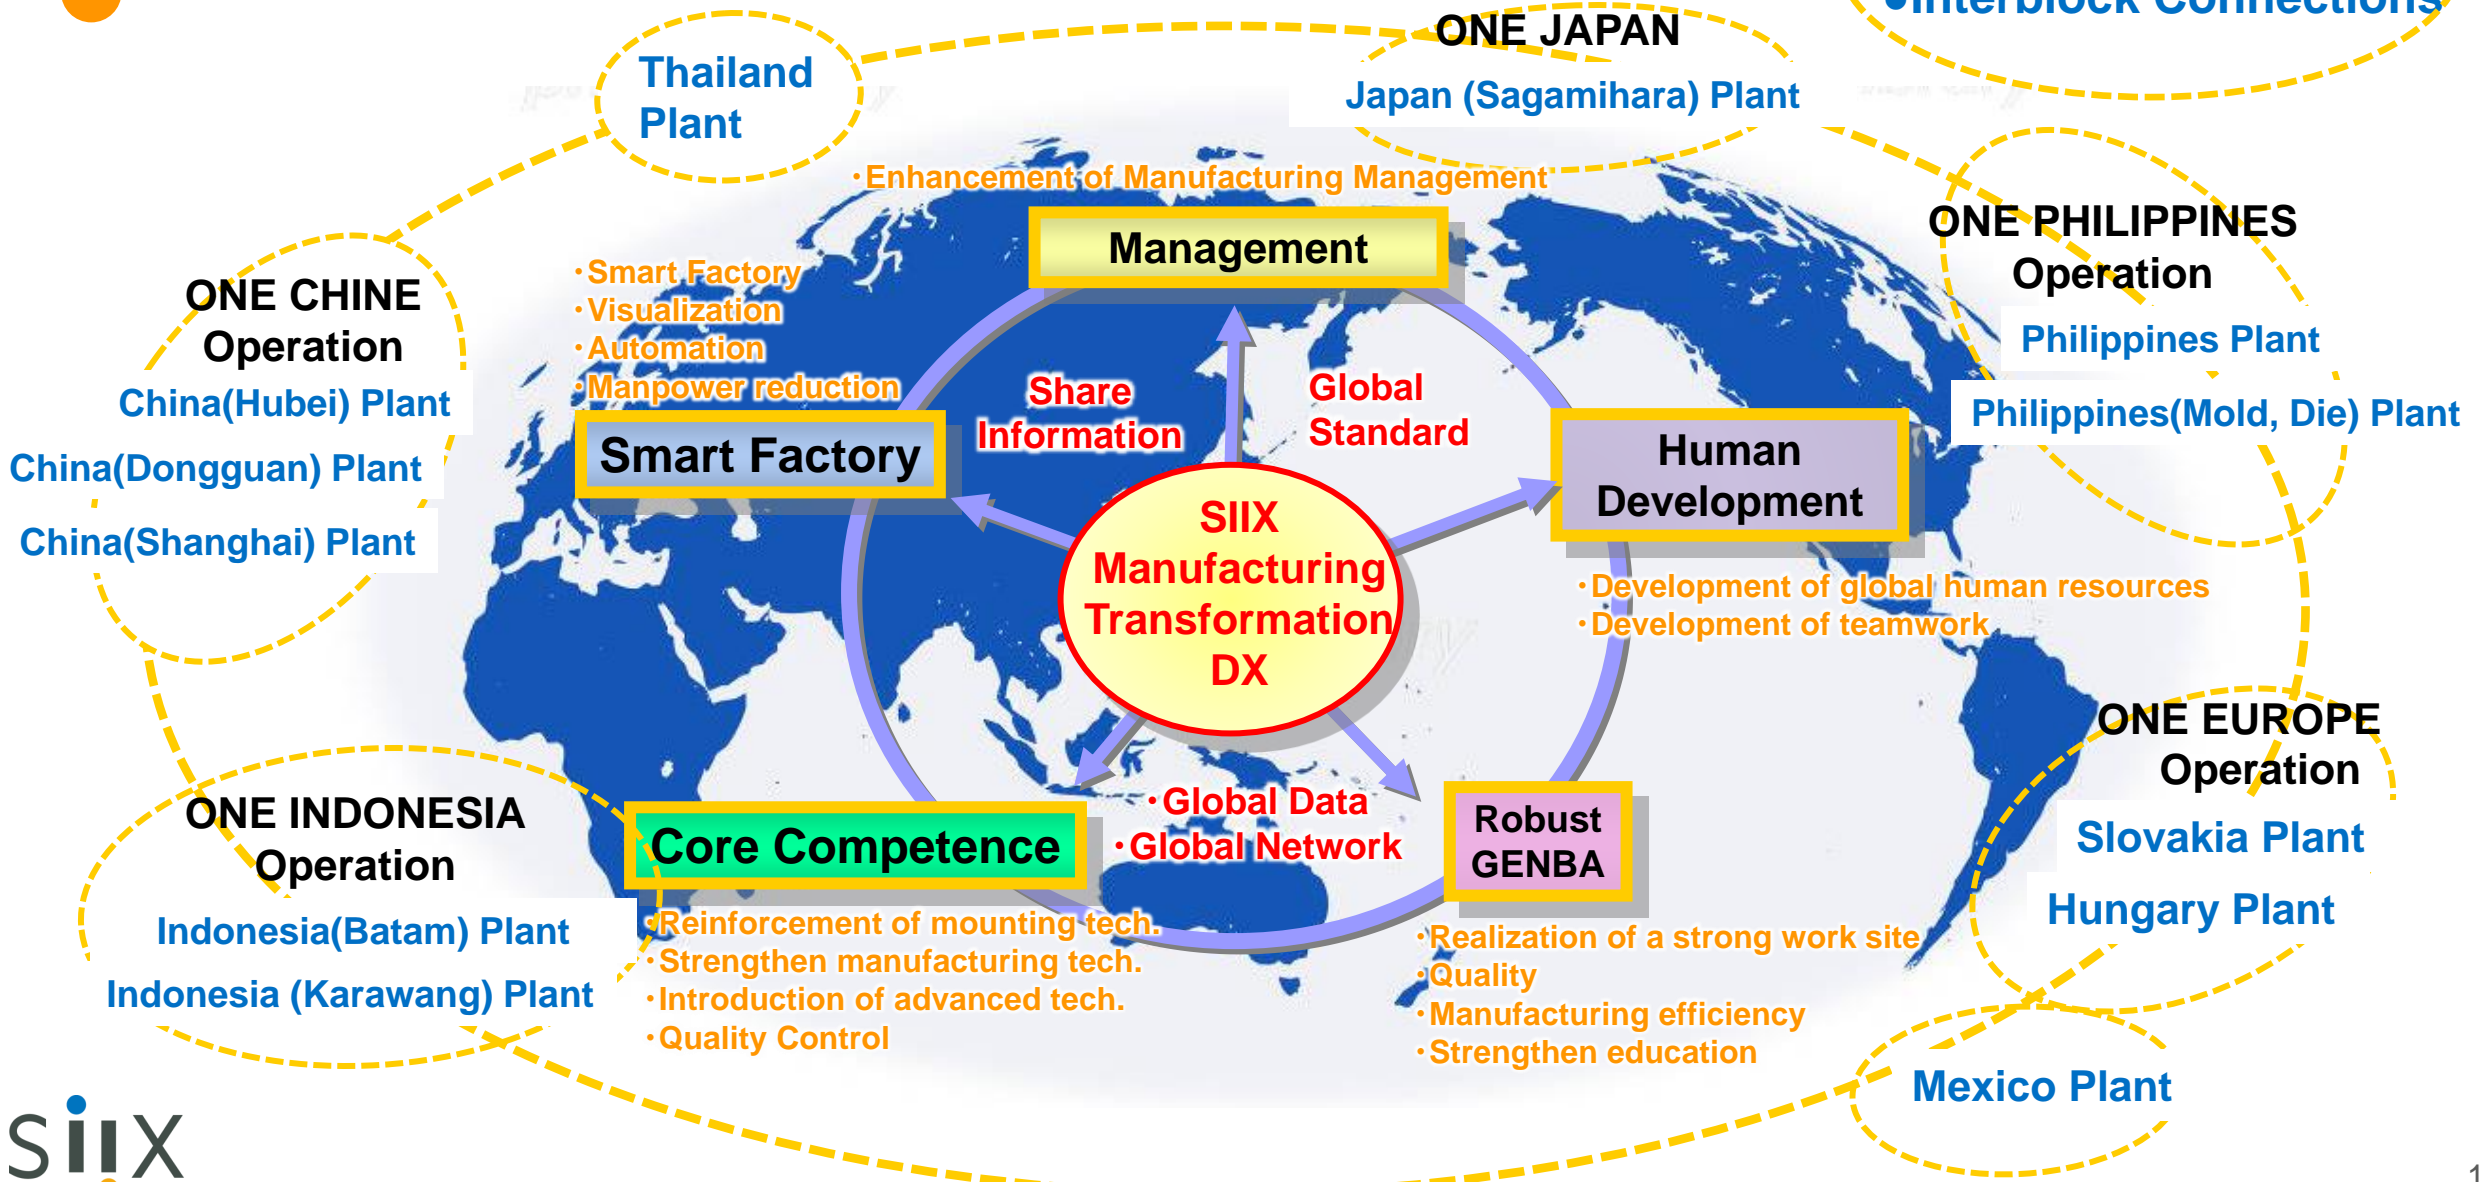 ●Interblock Connections
ONE JAPAN
Japan (Sagamihara) Plant
Thailand
Plant
・Enhancement of Manufacturing Management
Management
ONE PHILIPPINES
Operation
Philippines Plant
Philippines(Mold, Die) Plant
ONE CHINE
Operation
China(Hubei) Plant
China(Dongguan) Plant
China(Shanghai) Plant
・Smart Factory
・Visualization
・Automation
・Manpower reduction
Smart Factory
Share
Information
Global
Standard
Human
Development
・Development of global human resources
・Development of teamwork
SIIX
Manufacturing
Transformation
DX
ONE EUROPE
Operation
Slovakia Plant
Hungary Plant
ONE INDONESIA
Operation
Indonesia(Batam) Plant
Indonesia (Karawang) Plant
Core Competence
・Reinforcement of mounting tech.
・Strengthen manufacturing tech.
・Introduction of advanced tech.
・Quality Control
・Global Data
・Global Network
Robust
GENBA
・Realization of a strong work site
・Quality
・Manufacturing efficiency
・Strengthen education
Mexico Plant
siix
1